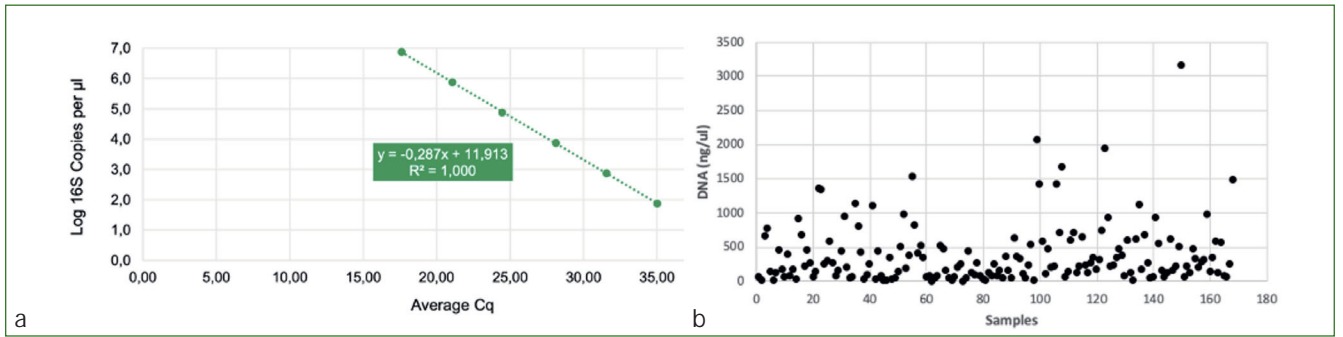 7,0
6,0
5,0
4,0
3,0
2,0
1,0
0,0
Log 16S Copies per µl
y = -0,287x + 11,913
R² = 1,000
0,00 5,00 10,00 15,00 20,00 25,00 30,00 35,00
Average Cq
a
3500
3000
2500
2000
1500
1000
500
0
DNA (ng/ul)
0 20 40 60 80 100 120 140 160 180
Samples
b